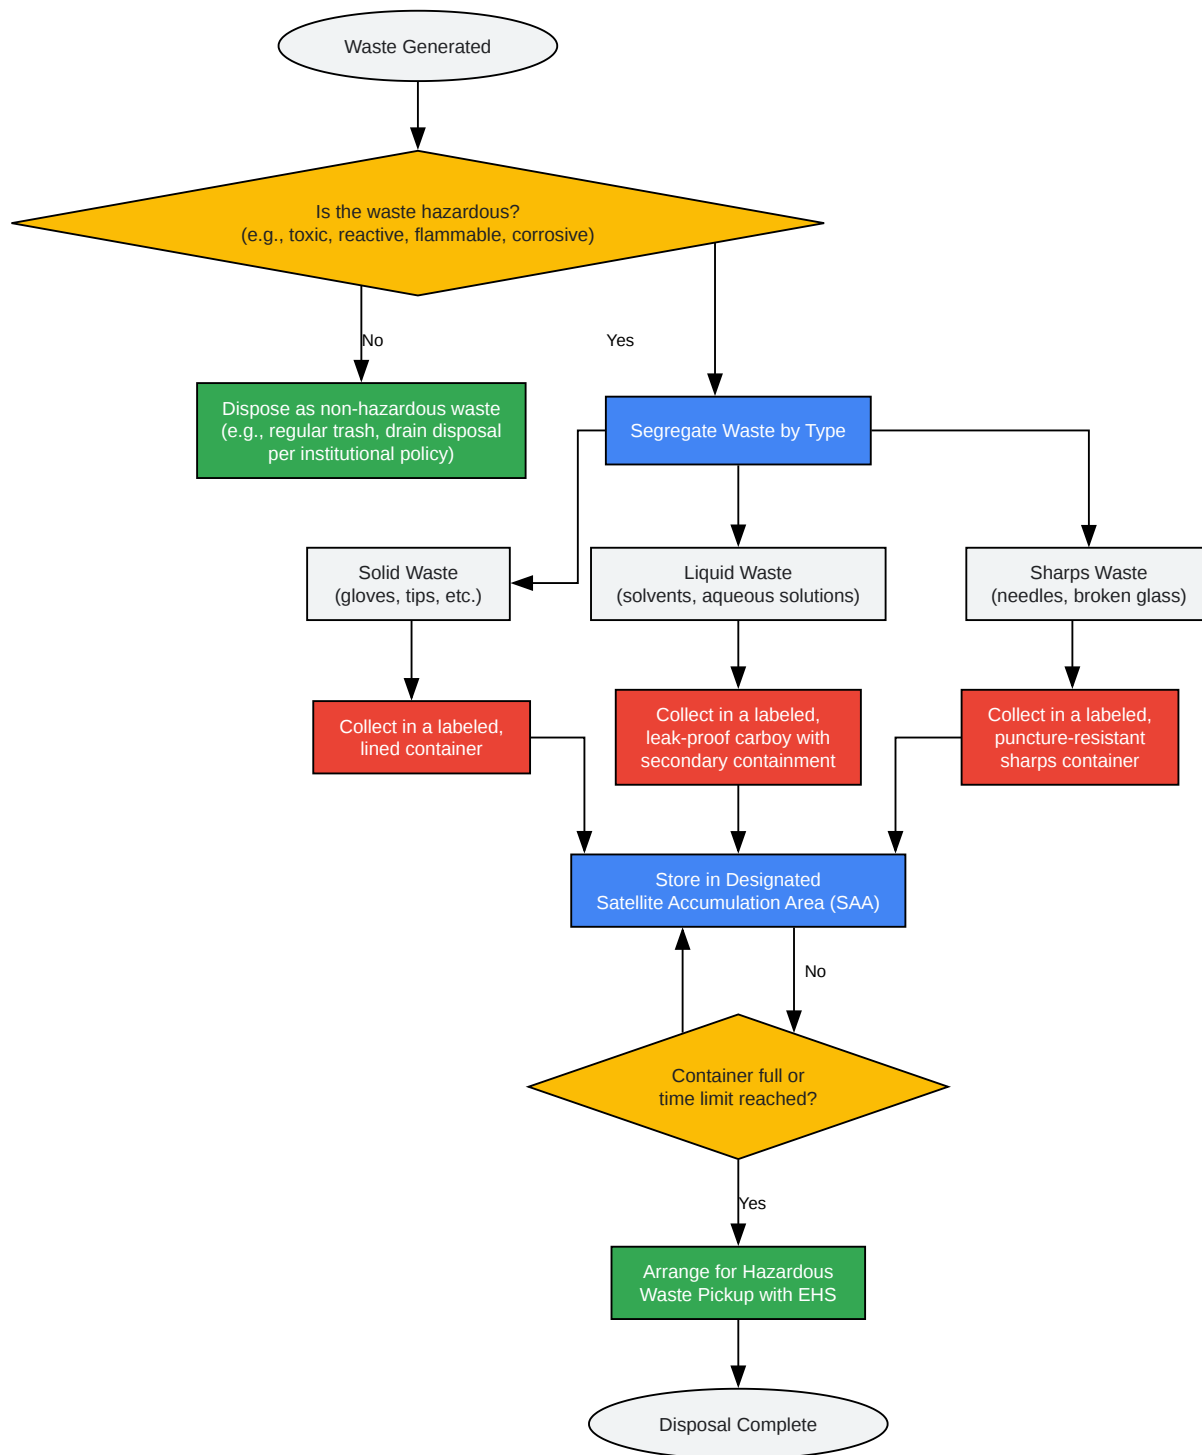 Waste Generated
Is the waste hazardous?
(e.g., toxic, reactive, flammable, corrosive)
No
Yes
Dispose as non-hazardous waste
(e.g., regular trash, drain disposal
per institutional policy)
Segregate Waste by Type
Solid Waste
(gloves, tips, etc.)
Liquid Waste
(solvents, aqueous solutions)
Sharps Waste
(needles, broken glass)
Collect in a labeled,
lined container
Collect in a labeled,
leak-proof carboy with
secondary containment
Collect in a labeled,
puncture-resistant
sharps container
Store in Designated
Satellite Accumulation Area (SAA)
No
Container full or
time limit reached?
Yes
Arrange for Hazardous
Waste Pickup with EHS
Disposal Complete